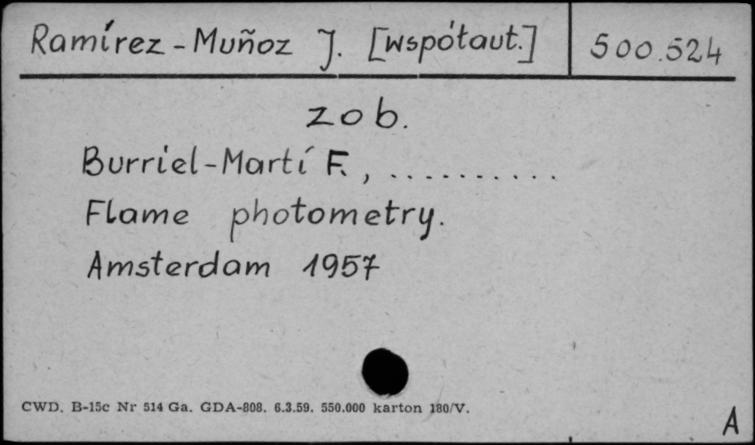 Ramírez-Muñoz J. [współaut.] 500.524
zob.
Burriel-Martí F., ..........
Flame photometry.
Amsterdam 1957
CWD. B-15c Nr 514 Ga. GDA-808. 6.3.59. 550.000 karton 180/V.
A